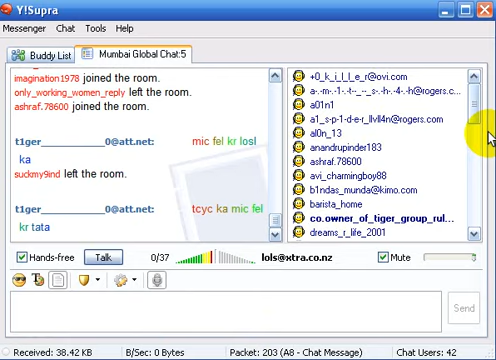 Y!Supra
Messenger Chat Tools Help
Buddy List Mumbai Global Chat:5
imagination1978 joined the room.
only_working_women_reply left the room.
ashraf.78600 joined the room.
t1ger____________0@att.net: mic fel kr losl
ka
suckmy9ind left the room.
t1ger____________0@att.net: tcyc ka mic fel
kr tata
+0_k_i_l_l_e_r@ovi.com
a01n1
al0n_13
anandrupinder183
ashraf.78600
avi_charmingboy88
b1ndas_munda@kimo.com
barista_home
co.owner_of_tiger_group_rul...
dreams_r_life_2001
Hands-free Talk 0/37 lols@xtra.co.nz Mute
Send
Received: 38.42 KB B/Sec: 0 Bytes Packet: 203 (A8 - Chat Message) Chat Users: 42